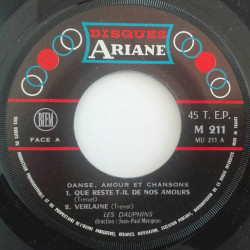 DISQUES
ARIANE
45 T. E.P.
BIEM
M 211
FACE A
MU 211 A
DANSE, AMOUR ET CHANSONS
1. QUE RESTE-T-IL DE NOS AMOURS
(Trenet)
2. VERLAINE (Trenet)
LES DAUPHINS
direction : Jean-Paul Mengeon